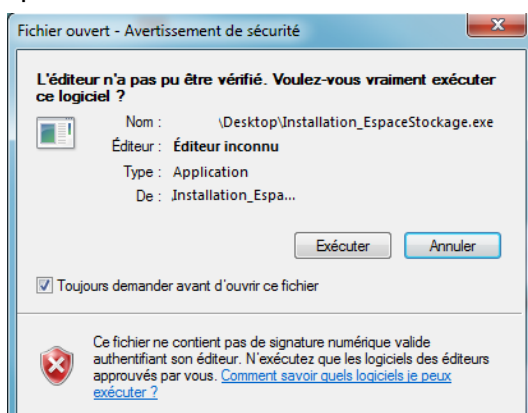 Fichier ouvert - Avertissement de sécurité
L'éditeur n'a pas pu être vérifié. Voulez-vous vraiment exécuter
ce logiciel ?
Nom : \Desktop\Installation_EspaceStockage.exe
Éditeur : Éditeur inconnu
Type : Application
De : Installation_Espa...
Exécuter Annuler
Toujours demander avant d'ouvrir ce fichier
Ce fichier ne contient pas de signature numérique valide
authentifiant son éditeur. N'exécutez que les logiciels des éditeurs
approuvés par vous. Comment savoir quels logiciels je peux
exécuter ?